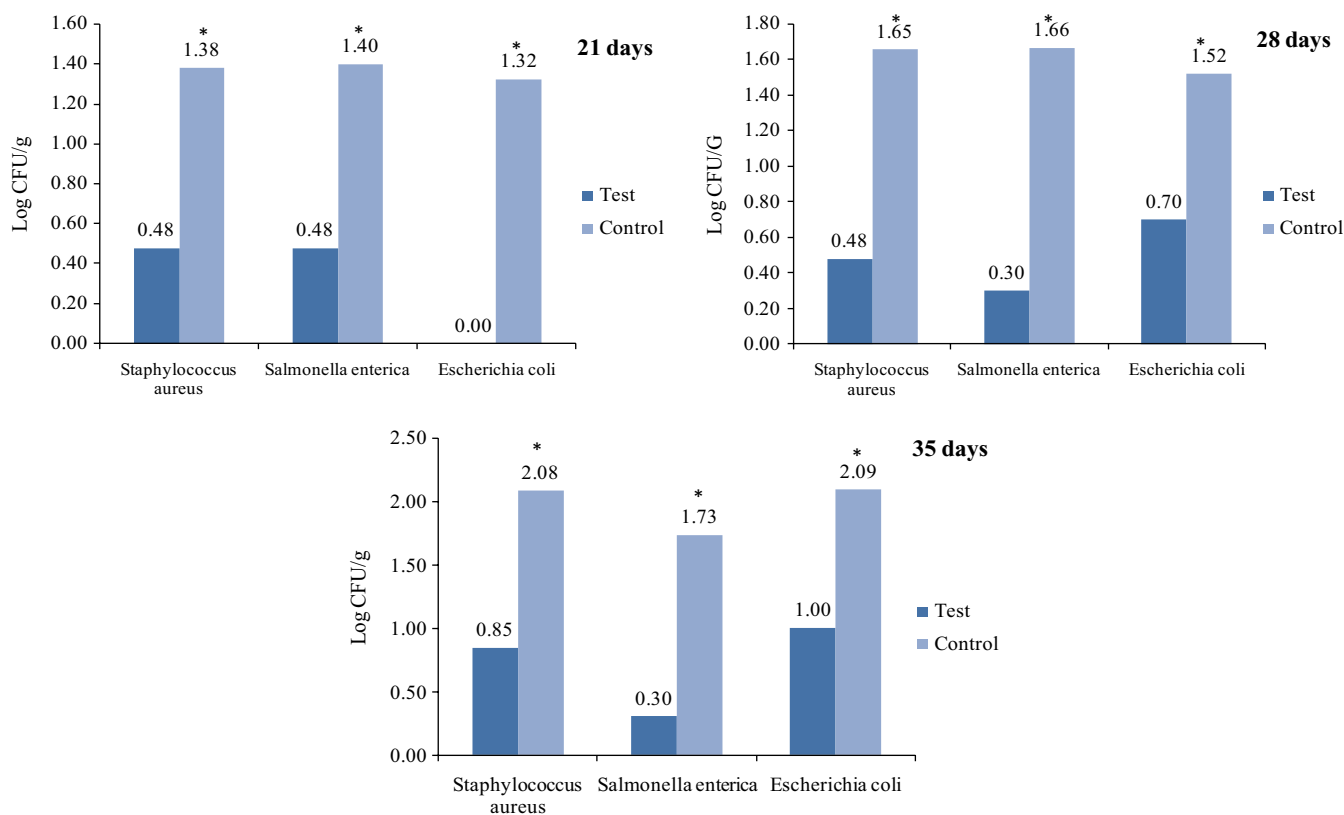 21 days
Log CFU/g
1.60
1.40
1.20
1.00
0.80
0.60
0.40
0.20
0.00
*
1.38
*
1.40
*
1.32
0.48
0.48
0.00
Staphylococcus
aureus
Salmonella enterica
Escherichia coli
Test
Control
28 days
Log CFU/G
1.80
1.60
1.40
1.20
1.00
0.80
0.60
0.40
0.20
0.00
*
1.65
*
1.66
*
1.52
0.48
0.30
0.70
Staphylococcus
aureus
Salmonella enterica
Escherichia coli
Test
Control
35 days
Log CFU/g
2.50
2.00
1.50
1.00
0.50
0.00
*
2.08
*
1.73
*
2.09
0.85
0.30
1.00
Staphylococcus
aureus
Salmonella enterica
Escherichia coli
Test
Control